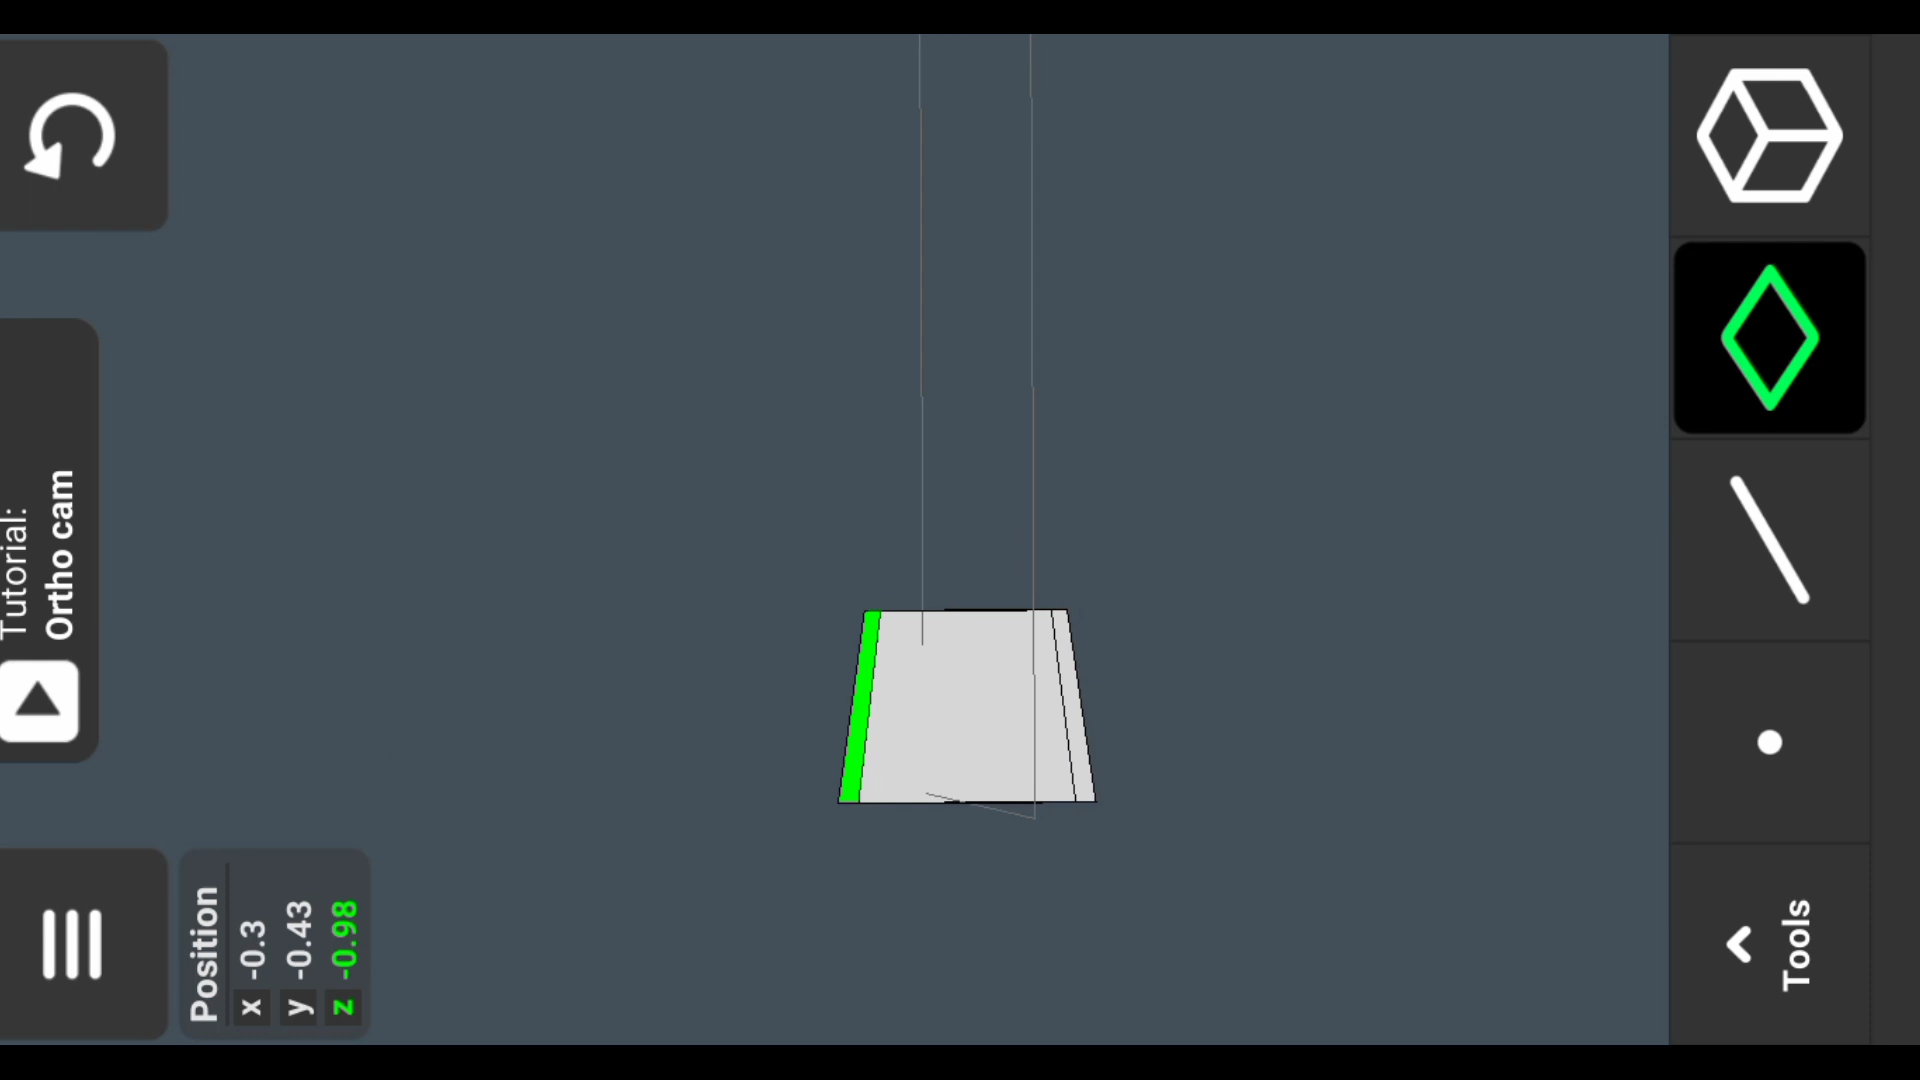 Tutorial:
Ortho cam
Position
x -0.3
y -0.43
z -0.98
Tools